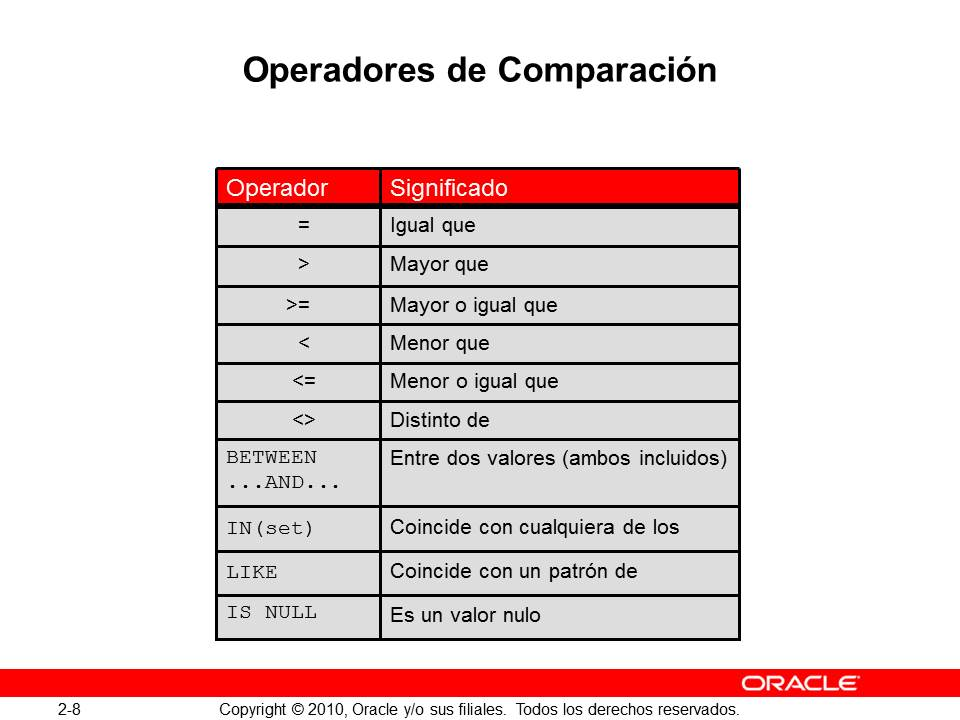 Operadores de Comparación
Operador Significado
= Igual que
> Mayor que
>= Mayor o igual que
< Menor que
<= Menor o igual que
<> Distinto de
BETWEEN Entre dos valores (ambos incluidos)
...AND...
IN(set) Coincide con cualquiera de los
LIKE Coincide con un patrón de
IS NULL Es un valor nulo
ORACLE
2-8 Copyright © 2010, Oracle y/o sus filiales. Todos los derechos reservados.